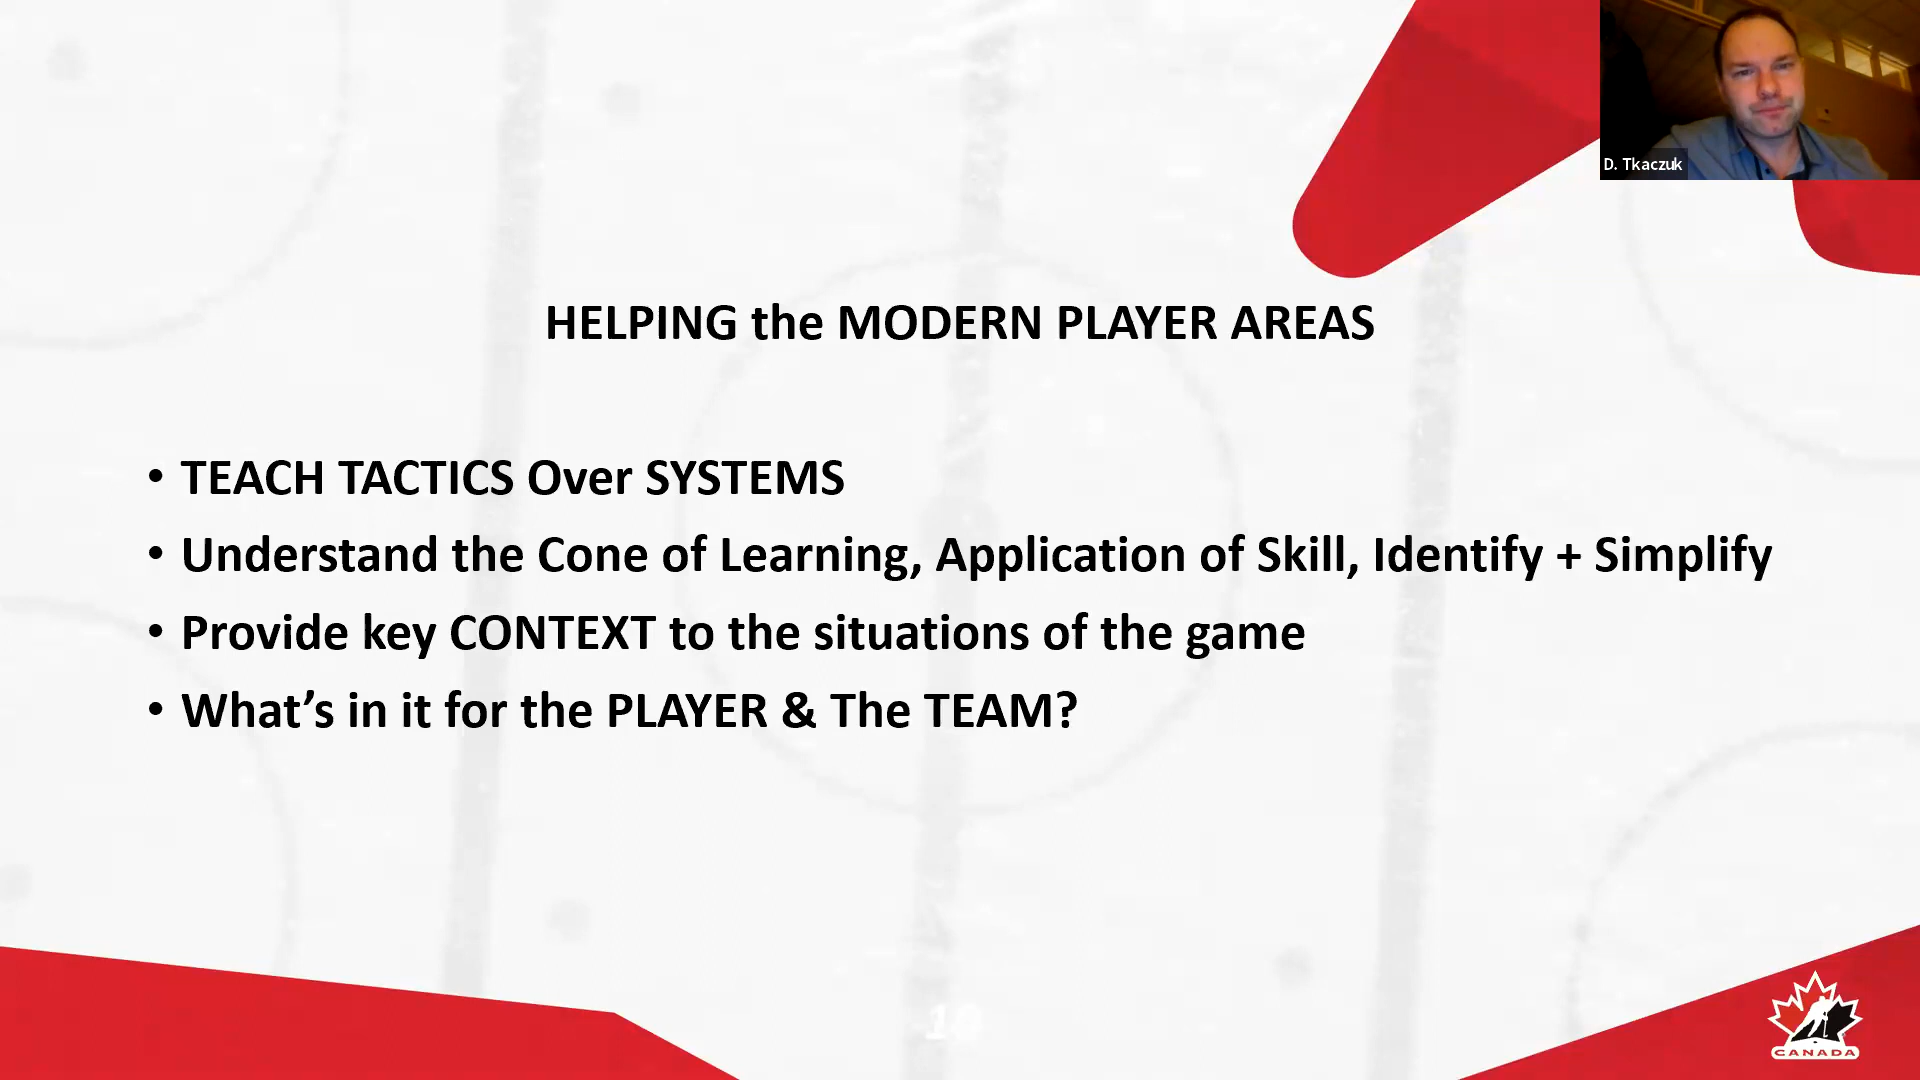 D. Tkaczuk
HELPING the MODERN PLAYER AREAS
• TEACH TACTICS Over SYSTEMS
• Understand the Cone of Learning, Application of Skill, Identify + Simplify
• Provide key CONTEXT to the situations of the game
• What’s in it for the PLAYER & The TEAM?
CANADA